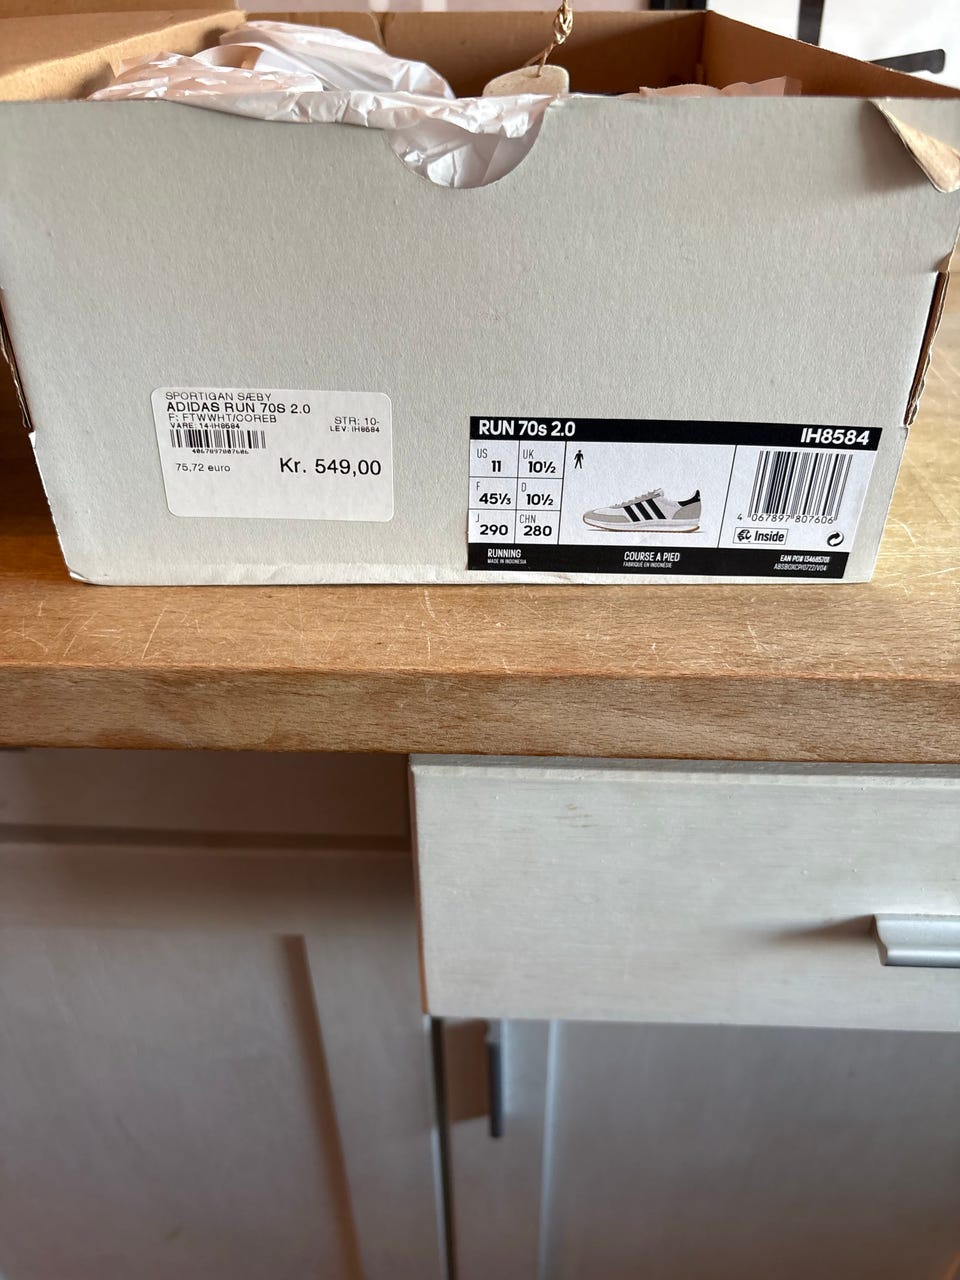 SPORTIGAN SÆBY
ADIDAS RUN 70S 2.0
F: FTWWHT/COREB STR: 10-
VARE: 14-IH8584 LEV: IH8584
4067897807606
75,72 euro Kr. 549,00
RUN 70s 2.0 IH8584
US 11 UK 10½
F 45⅓ D 10½
J 290 CHN 280
4 067897 807606
Inside
RUNNING COURSE A PIED
MADE IN INDONESIA FABRIQUÉ EN INDONÉSIE